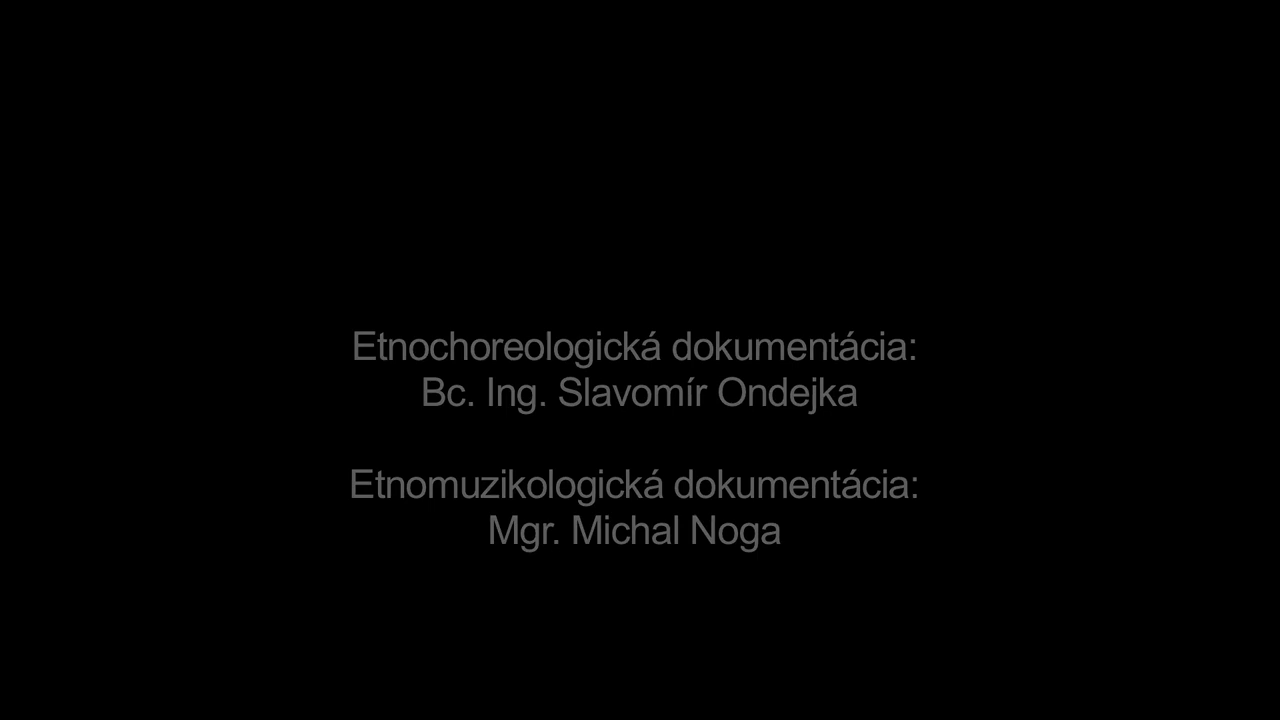 Etnochoreologická dokumentácia:
Bc. Ing. Slavomír Ondejka
Etnomuzikologická dokumentácia:
Mgr. Michal Noga